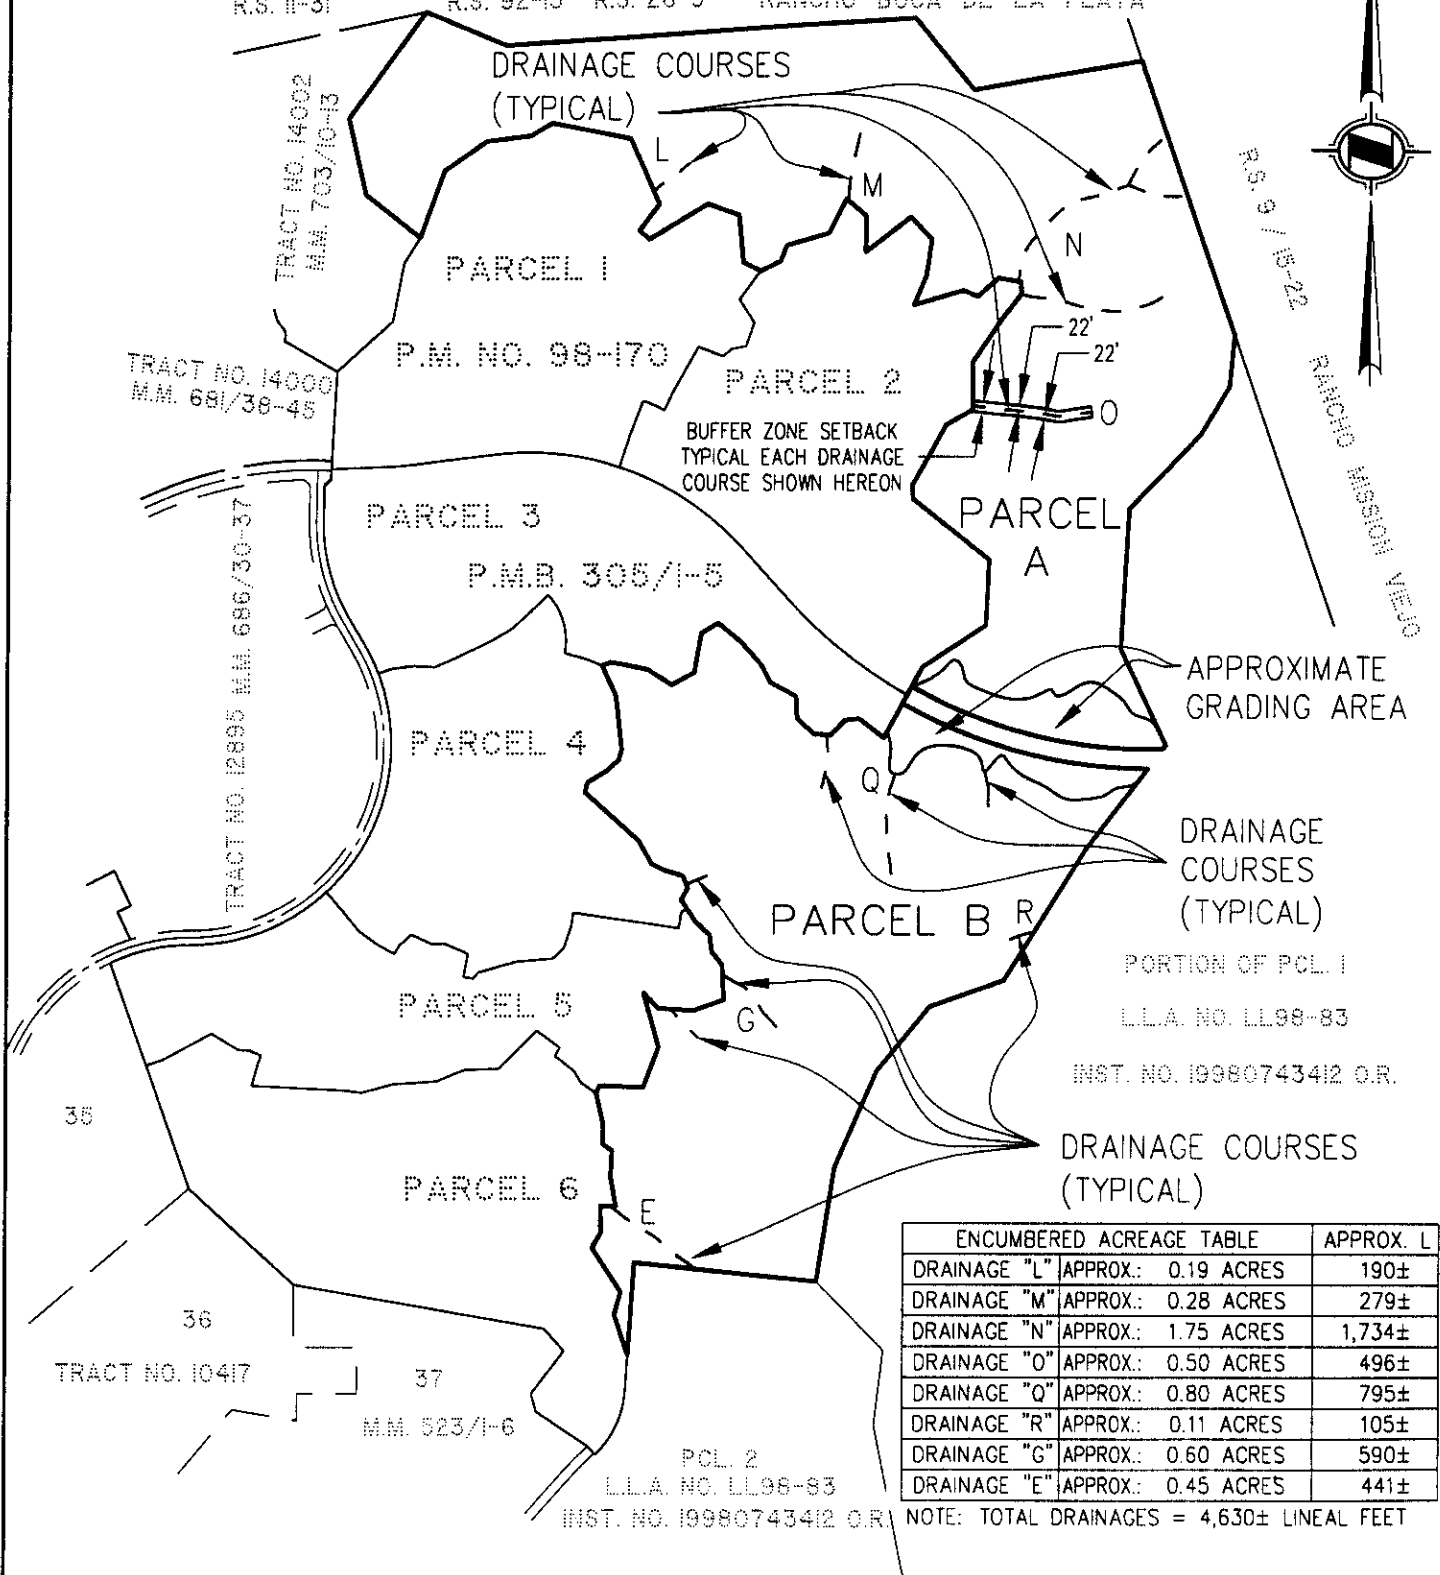 R.S. 11-31 R.S. 92-15 R.S. 28-5 RANCHO BOCA DE LA PLAYA
DRAINAGE COURSES
(TYPICAL)
TRACT NO. 14002
M.M. 703/10-13
L
M
N
R.S. 9 / 15-22
RANCHO MISSION VIEJO
PARCEL 1
P.M. NO. 98-170
TRACT NO. 14000
M.M. 681/38-45
PARCEL 2
22'
22'
O
BUFFER ZONE SETBACK
TYPICAL EACH DRAINAGE
COURSE SHOWN HEREON
PARCEL
A
PARCEL 3
P.M.B. 305/1-5
TRACT NO. 12895 M.M. 686/30-37
APPROXIMATE
GRADING AREA
PARCEL 4
Q
DRAINAGE
COURSES
(TYPICAL)
PARCEL B
R
PORTION OF PCL. 1
L.L.A. NO. LL98-83
INST. NO. 19980743412 O.R.
PARCEL 5
G
35
DRAINAGE COURSES
(TYPICAL)
PARCEL 6
E
36
TRACT NO. 10417
37
M.M. 523/1-6
PCL. 2
L.L.A. NO. LL98-83
INST. NO. 19980743412 O.R.
ENCUMBERED ACREAGE TABLE APPROX. L
DRAINAGE "L" APPROX.: 0.19 ACRES 190±
DRAINAGE "M" APPROX.: 0.28 ACRES 279±
DRAINAGE "N" APPROX.: 1.75 ACRES 1,734±
DRAINAGE "O" APPROX.: 0.50 ACRES 496±
DRAINAGE "Q" APPROX.: 0.80 ACRES 795±
DRAINAGE "R" APPROX.: 0.11 ACRES 105±
DRAINAGE "G" APPROX.: 0.60 ACRES 590±
DRAINAGE "E" APPROX.: 0.45 ACRES 441±
NOTE: TOTAL DRAINAGES = 4,630± LINEAL FEET